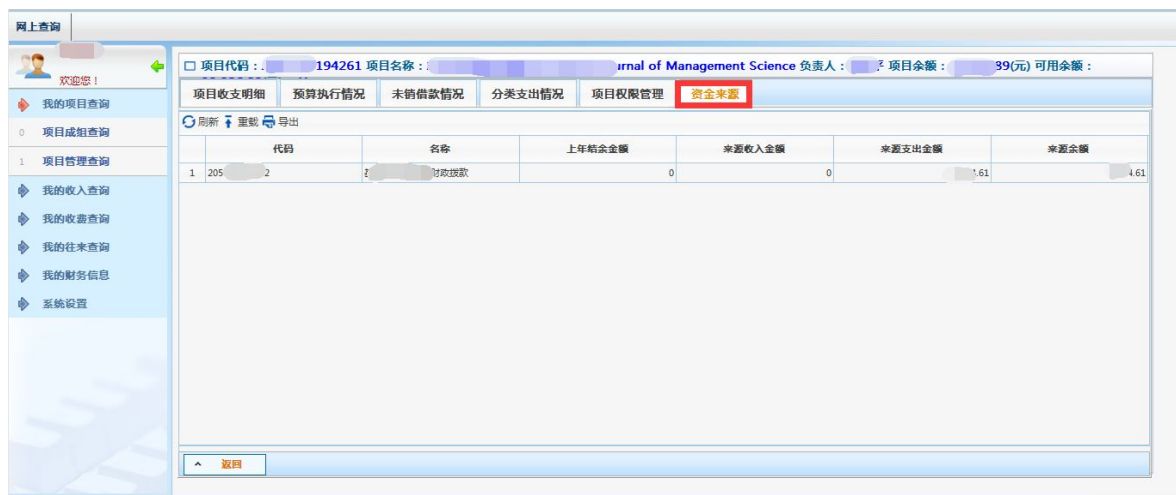 网上查询
欢迎您！
我的项目查询
0 项目成组查询
1 项目管理查询
我的收入查询
我的收费查询
我的往来查询
我的财务信息
系统设置
项目代码： 194261 项目名称： of Management Science 负责人： 项目余额： 89(元) 可用余额：
项目收支明细 预算执行情况 未销借款情况 分类支出情况 项目权限管理 资金来源
刷新 重载 导出
代码 名称 上年结余金额 来源收入金额 来源支出金额 来源余额
1 205 2 财政拨款 0 0 .61 4.61
返回